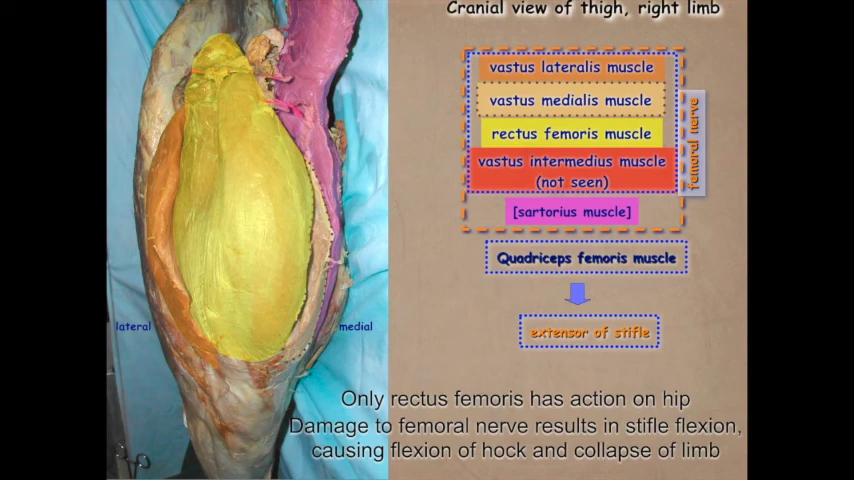 Cranial view of thigh, right limb
vastus lateralis muscle
vastus medialis muscle
rectus femoris muscle
vastus intermedius muscle
(not seen)
femoral nerve
[sartorius muscle]
Quadriceps femoris muscle
extensor of stifle
lateral
medial
Only rectus femoris has action on hip
Damage to femoral nerve results in stifle flexion,
causing flexion of hock and collapse of limb